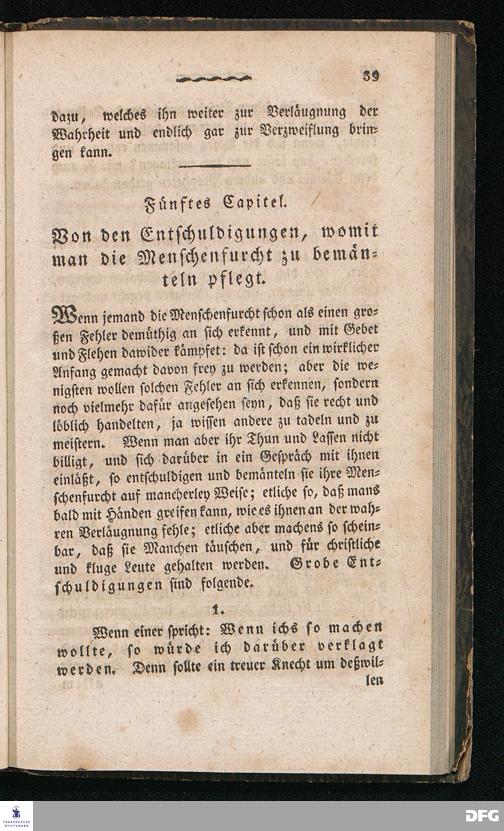 39
dazu, welches ihn weiter zur Verläugnung der
Wahrheit und endlich gar zur Verzweiflung brin-
gen kann.
Fünftes Capitel.
Von den Entschuldigungen, womit
man die Menschenfurcht zu bemän-
teln pflegt.
Wenn jemand die Menschenfurcht schon als einen gro-
ßen Fehler demüthig an sich erkennt, und mit Gebet
und Flehen dawider kämpfet: da ist schon ein wirklicher
Anfang gemacht davon frey zu werden; aber die we-
nigsten wollen solchen Fehler an sich erkennen, sondern
noch vielmehr dafür angesehen seyn, daß sie recht und
löblich handelten, ja wissen andere zu tadeln und zu
meistern. Wenn man aber ihr Thun und Lassen nicht
billigt, und sich darüber in ein Gespräch mit ihnen
einläßt, so entschuldigen und bemänteln sie ihre Men-
schenfurcht auf mancherley Weise; etliche so, daß mans
bald mit Händen greifen kann, wie es ihnen an der wah-
ren Verläugnung fehle; etliche aber machens so schein-
bar, daß sie Manchen täuschen, und für christliche
und kluge Leute gehalten werden. Grobe Ent-
schuldigungen sind folgende.
1.
Wenn einer spricht: Wenn ichs so machen
wollte, so würde ich darüber verklagt
werden. Denn sollte ein treuer Knecht um deßwil-
len
FRANCKESCHE
STIFTUNGEN
DFG